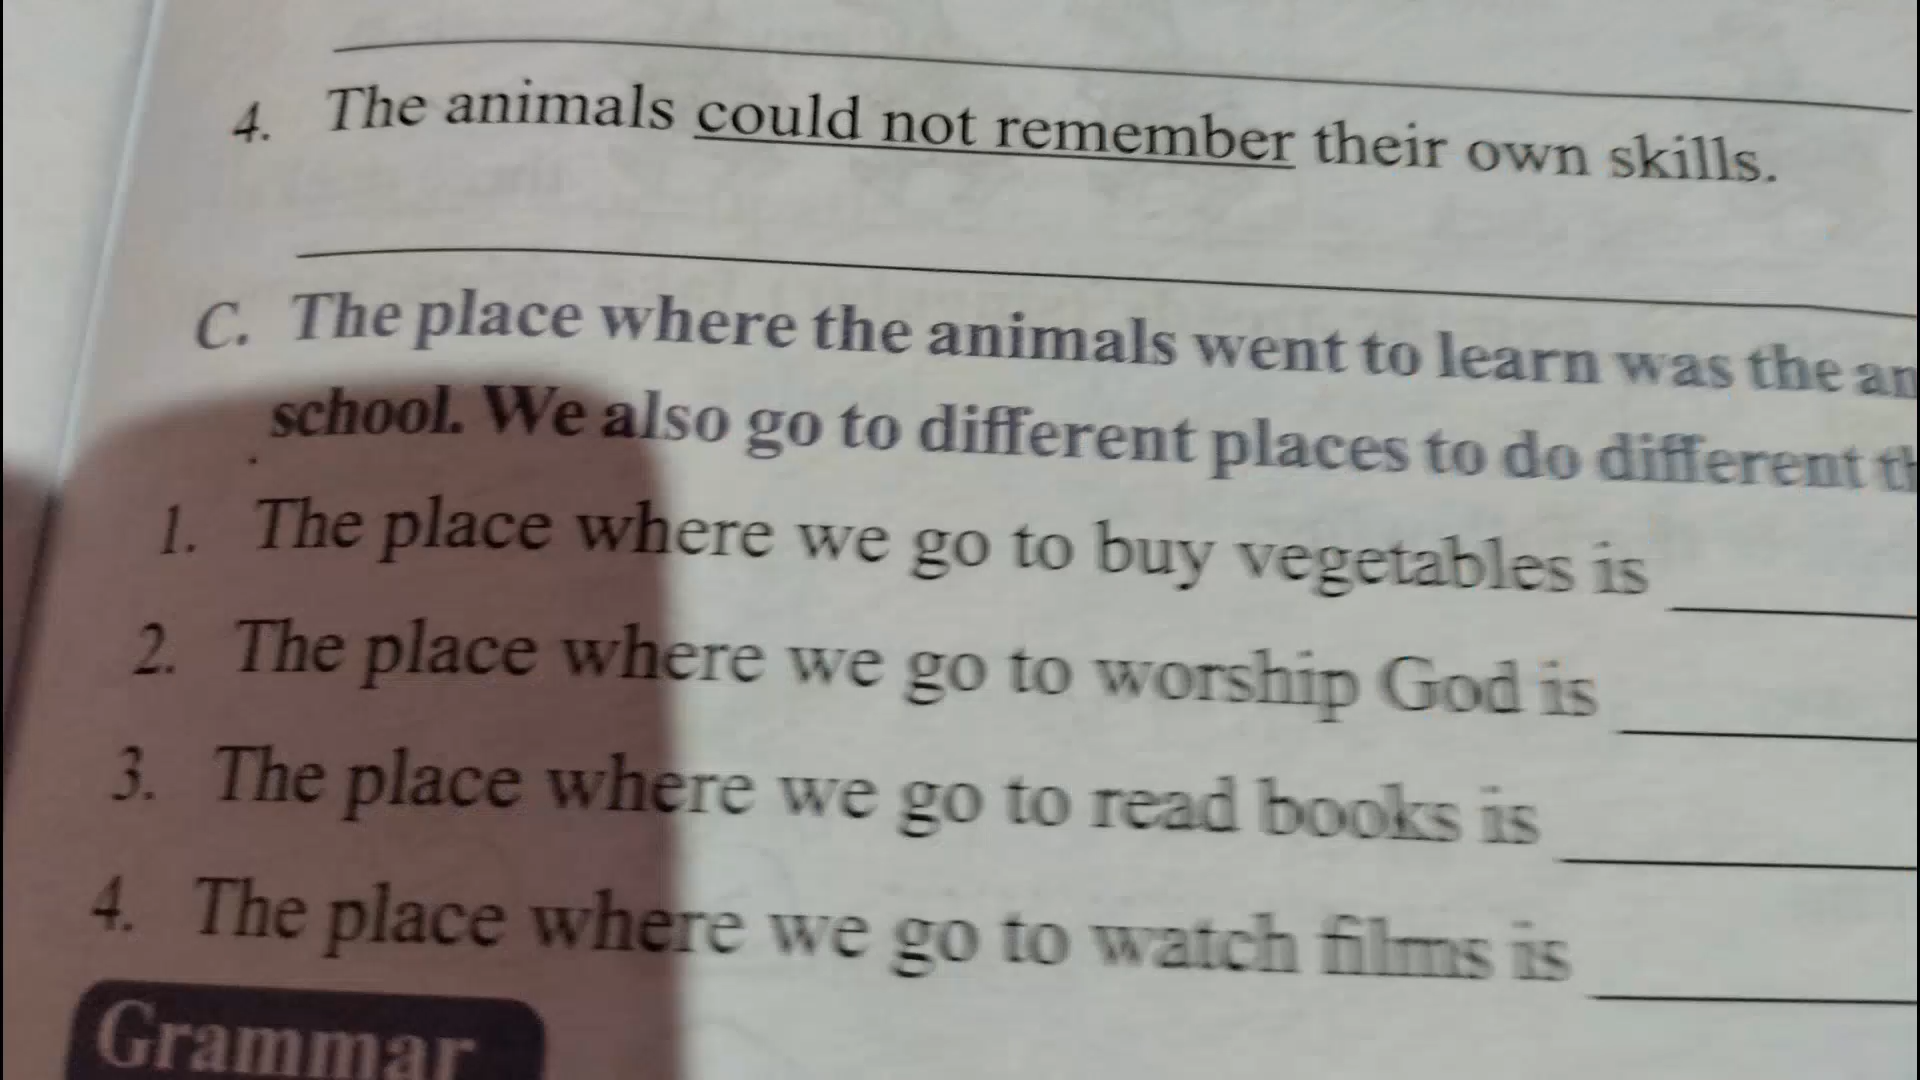 4. The animals could not remember their own skills.
C. The place where the animals went to learn was the
school. We also go to different places to do different
1. The place where we go to buy vegetables is
2. The place where we go to worship God is
3. The place where we go to read books is
4. The place where we go to watch films is
Grammar